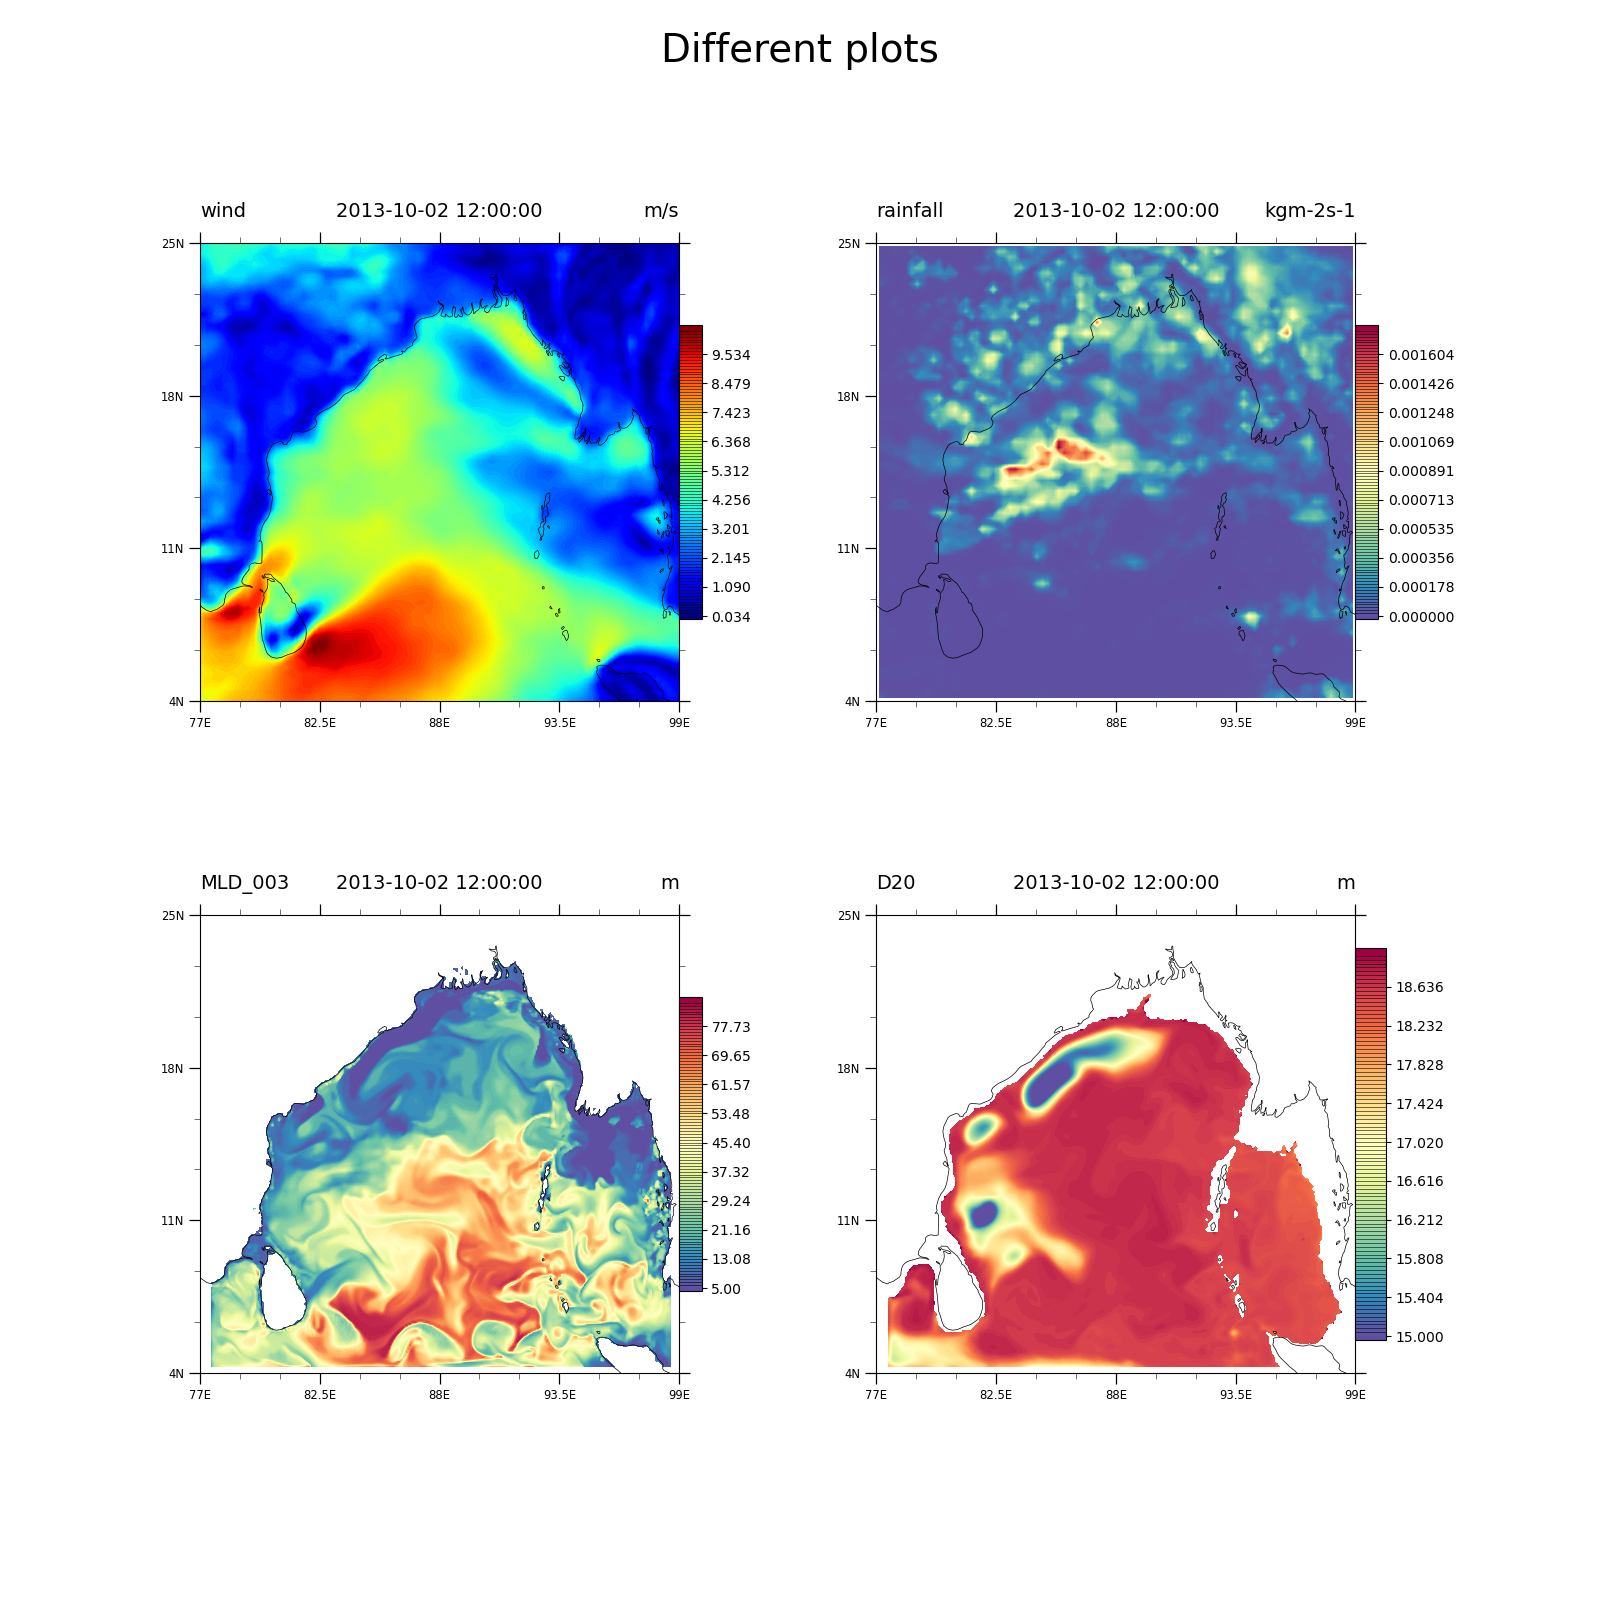 Different plots
wind 2013-10-02 12:00:00 m/s
25N
18N
11N
4N
77E 82.5E 88E 93.5E 99E
9.534
8.479
7.423
6.368
5.312
4.256
3.201
2.145
1.090
0.034
rainfall 2013-10-02 12:00:00 kgm-2s-1
25N
18N
11N
4N
77E 82.5E 88E 93.5E 99E
0.001604
0.001426
0.001248
0.001069
0.000891
0.000713
0.000535
0.000356
0.000178
0.000000
MLD_003 2013-10-02 12:00:00 m
25N
18N
11N
4N
77E 82.5E 88E 93.5E 99E
77.73
69.65
61.57
53.48
45.40
37.32
29.24
21.16
13.08
5.00
D20 2013-10-02 12:00:00 m
25N
18N
11N
4N
77E 82.5E 88E 93.5E 99E
18.636
18.232
17.828
17.424
17.020
16.616
16.212
15.808
15.404
15.000